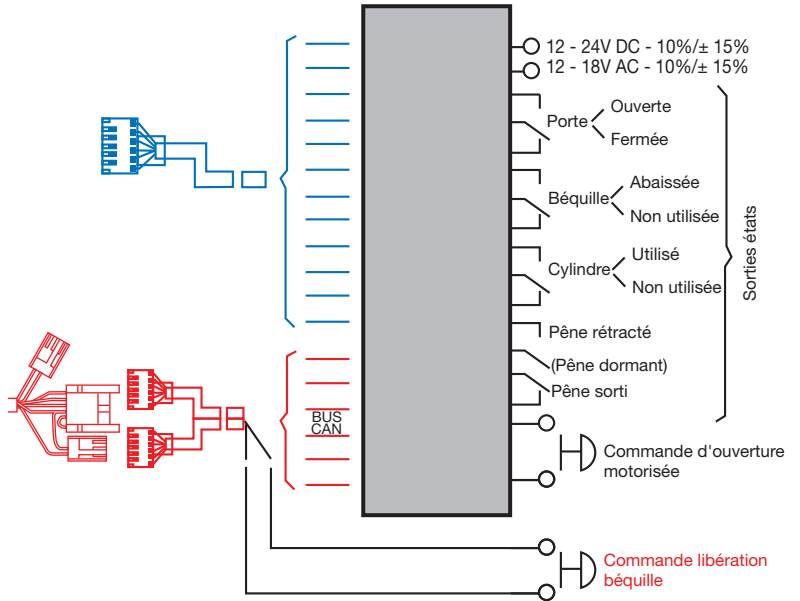 12 - 24V DC - 10%/± 15%
12 - 18V AC - 10%/± 15%
Porte
Ouverte
Fermée
Béquille
Abaissée
Non utilisée
Cylindre
Utilisé
Non utilisée
Pêne rétracté
(Pêne dormant)
Pêne sorti
Sorties états
BUS
CAN
Commande d'ouverture
motorisée
Commande libération
béquille